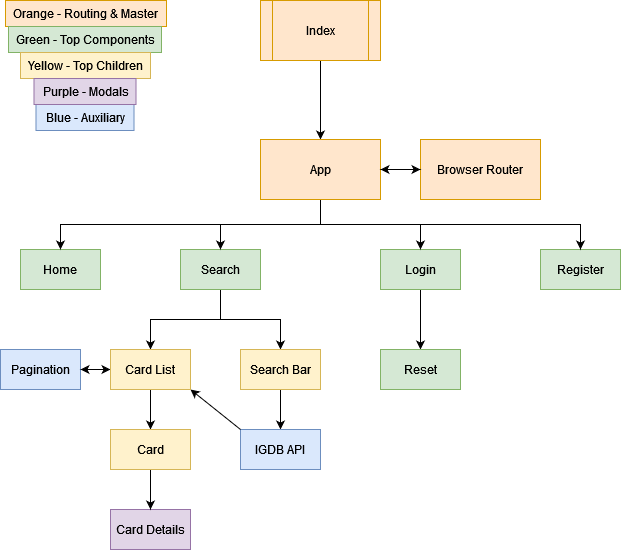 Orange - Routing & Master
Green - Top Components
Yellow - Top Children
Purple - Modals
Blue - Auxiliary
Index
App
Browser Router
Home
Search
Login
Register
Pagination
Card List
Search Bar
Reset
Card
IGDB API
Card Details